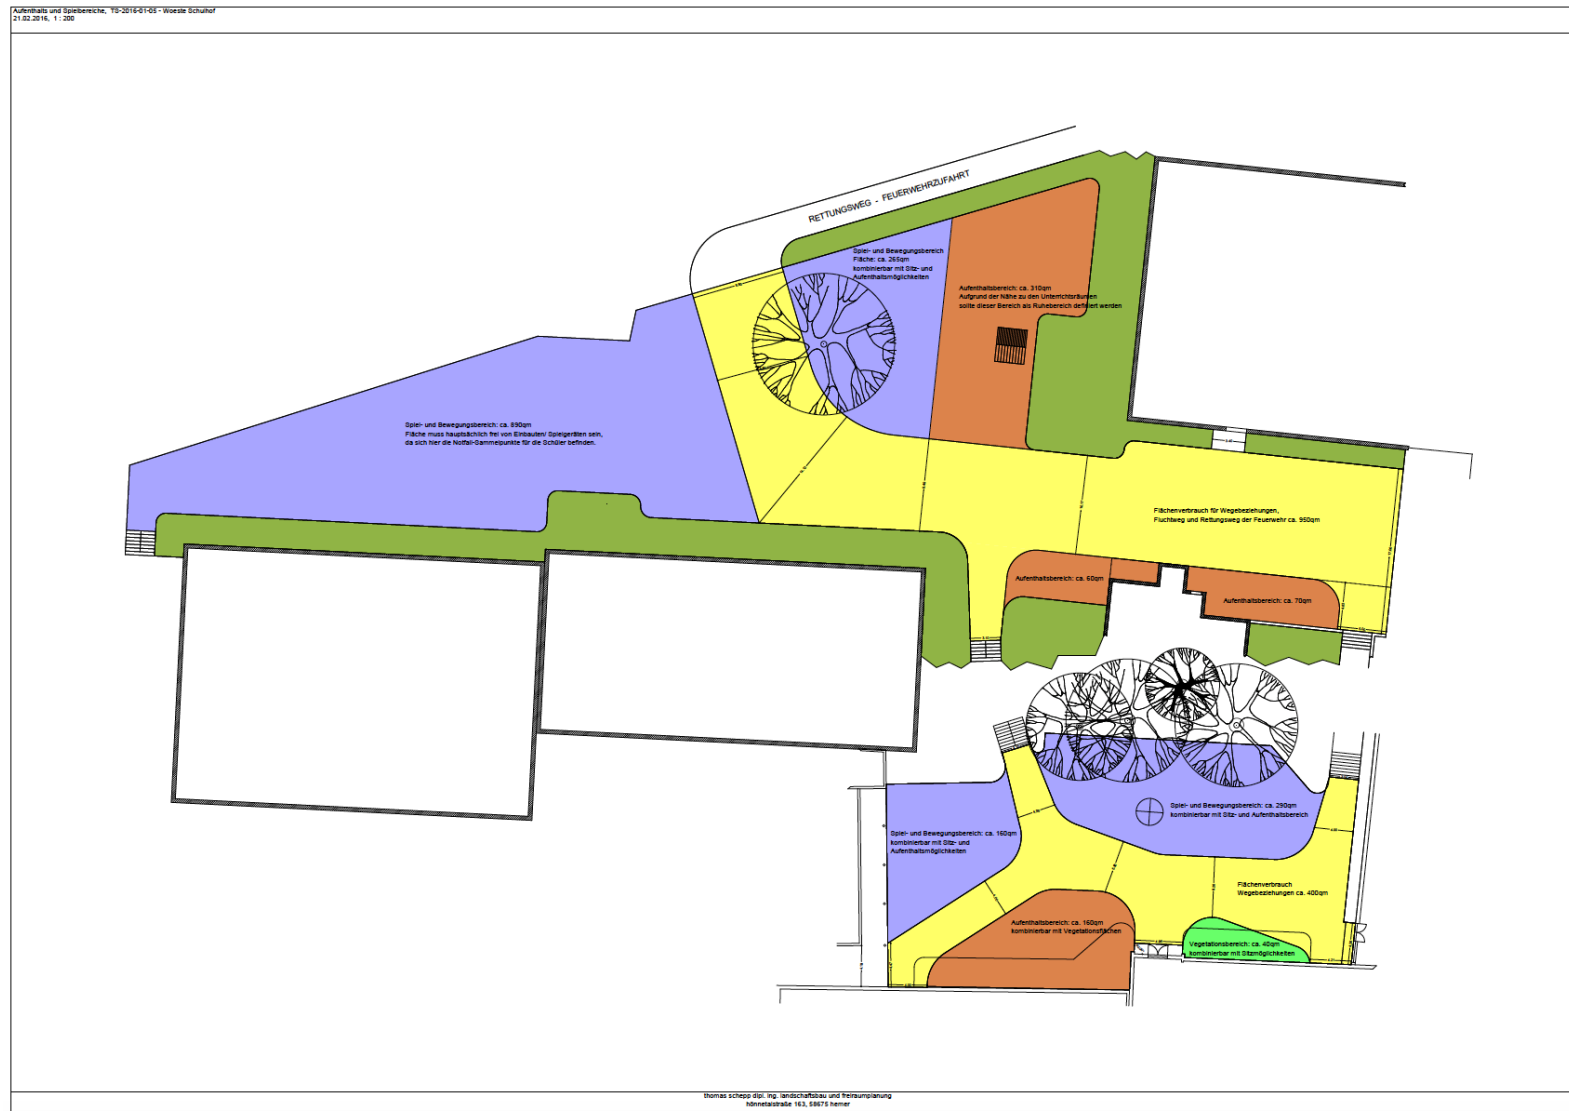 Aufenthalts und Spielbereiche, TS-2016-01-05 - Woeste Schulhof
21.02.2016, 1 : 200
RETTUNGSWEG - FEUERWEHRZUFAHRT
Spiel- und Bewegungsbereich
Fläche: ca. 265qm
kombinierbar mit Sitz- und
Aufenthaltsmöglichkeiten
Aufenthaltsbereich: ca. 310qm
Aufgrund der Nähe zu den Unterrichtsräumen
sollte dieser Bereich als Ruhebereich definiert werden
Spiel- und Bewegungsbereich: ca. 890qm
Fläche muss hauptsächlich frei von Einbauten/ Spielgeräten sein,
da sich hier die Notfall-Sammelpunkte für die Schüler befinden.
Flächenverbrauch für Wegebeziehungen,
Fluchtweg und Rettungsweg der Feuerwehr ca. 950qm
Aufenthaltsbereich: ca. 60qm
Aufenthaltsbereich: ca. 70qm
Spiel- und Bewegungsbereich: ca. 290qm
kombinierbar mit Sitz- und Aufenthaltsbereich
Spiel- und Bewegungsbereich: ca. 160qm
kombinierbar mit Sitz- und
Aufenthaltsmöglichkeiten
Flächenverbrauch
Wegebeziehungen ca. 400qm
Aufenthaltsbereich: ca. 160qm
kombinierbar mit Vegetationsflächen
Vegetationsbereich: ca. 40qm
kombinierbar mit Sitzmöglichkeiten
thomas schepp dipl. ing. landschaftsbau und freiraumplanung
hönnetalstraße 163, 58675 hemer